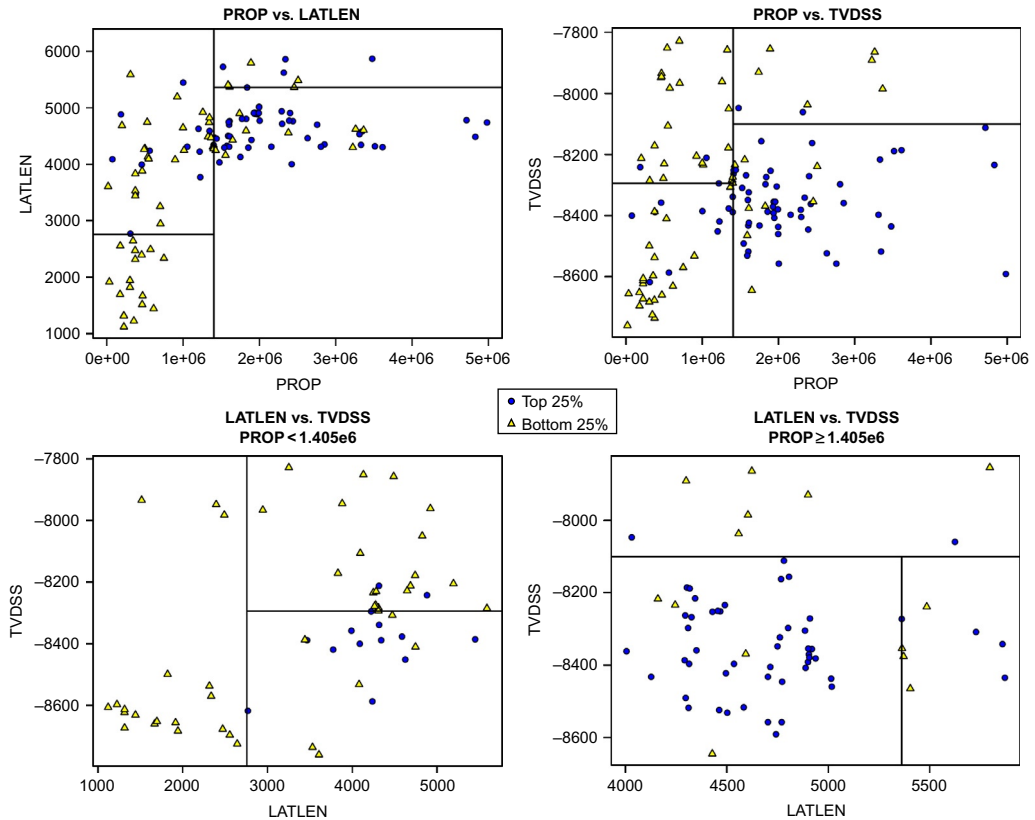 PROP vs. LATLEN
6000
5000
4000
3000
2000
1000
LATLEN
0e+00
1e+06
2e+06
3e+06
4e+06
5e+06
PROP
PROP vs. TVDSS
–7800
–8000
–8200
–8400
–8600
TVDSS
0e+00
1e+06
2e+06
3e+06
4e+06
5e+06
PROP
Top 25%
Bottom 25%
LATLEN vs. TVDSS
PROP < 1.405e6
–7800
–8000
–8200
–8400
–8600
TVDSS
1000
2000
3000
4000
5000
LATLEN
LATLEN vs. TVDSS
PROP ≥ 1.405e6
–8000
–8200
–8400
–8600
TVDSS
4000
4500
5000
5500
LATLEN